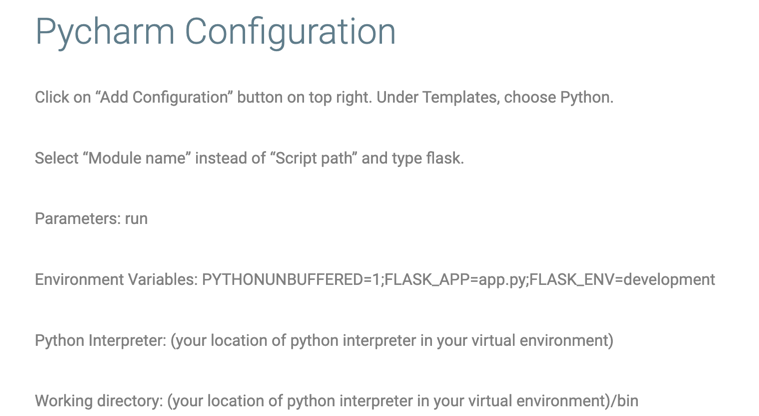 Pycharm Configuration
Click on “Add Configuration” button on top right. Under Templates, choose Python.
Select “Module name” instead of “Script path” and type flask.
Parameters: run
Environment Variables: PYTHONUNBUFFERED=1;FLASK_APP=app.py;FLASK_ENV=development
Python Interpreter: (your location of python interpreter in your virtual environment)
Working directory: (your location of python interpreter in your virtual environment)/bin